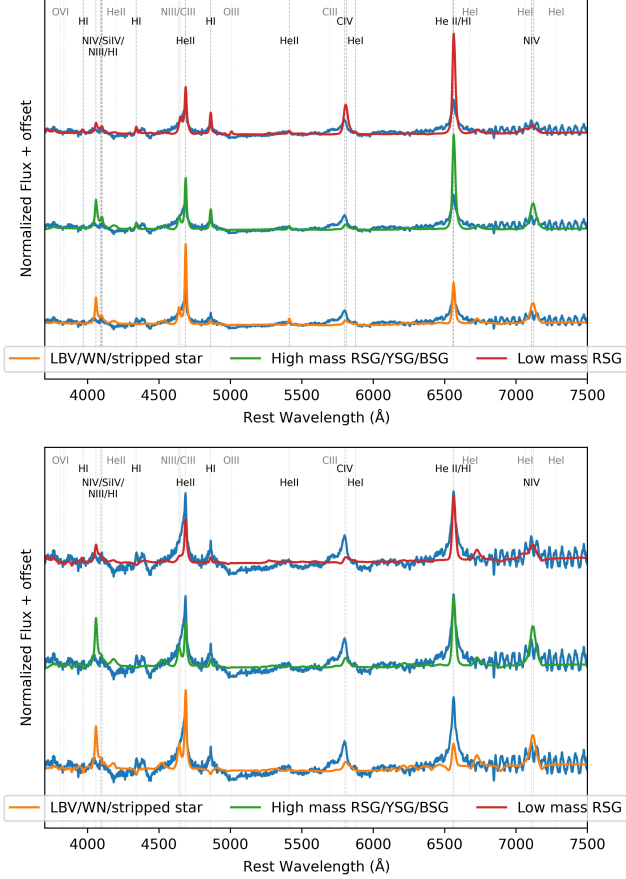 OVI HeII NIII/CIII OIII CIII HeI HeI HeI
HI HI HI CIV He II/HI
NIV/SiIV/ HeII HeII HeI NIV
NIII/HI
Normalized Flux + offset
LBV/WN/stripped star High mass RSG/YSG/BSG Low mass RSG
4000 4500 5000 5500 6000 6500 7000 7500
Rest Wavelength (Å)
OVI HeII NIII/CIII OIII CIII HeI HeI HeI
HI HI HI CIV He II/HI
NIV/SiIV/ HeII HeII HeI NIV
NIII/HI
Normalized Flux + offset
LBV/WN/stripped star High mass RSG/YSG/BSG Low mass RSG
4000 4500 5000 5500 6000 6500 7000 7500
Rest Wavelength (Å)